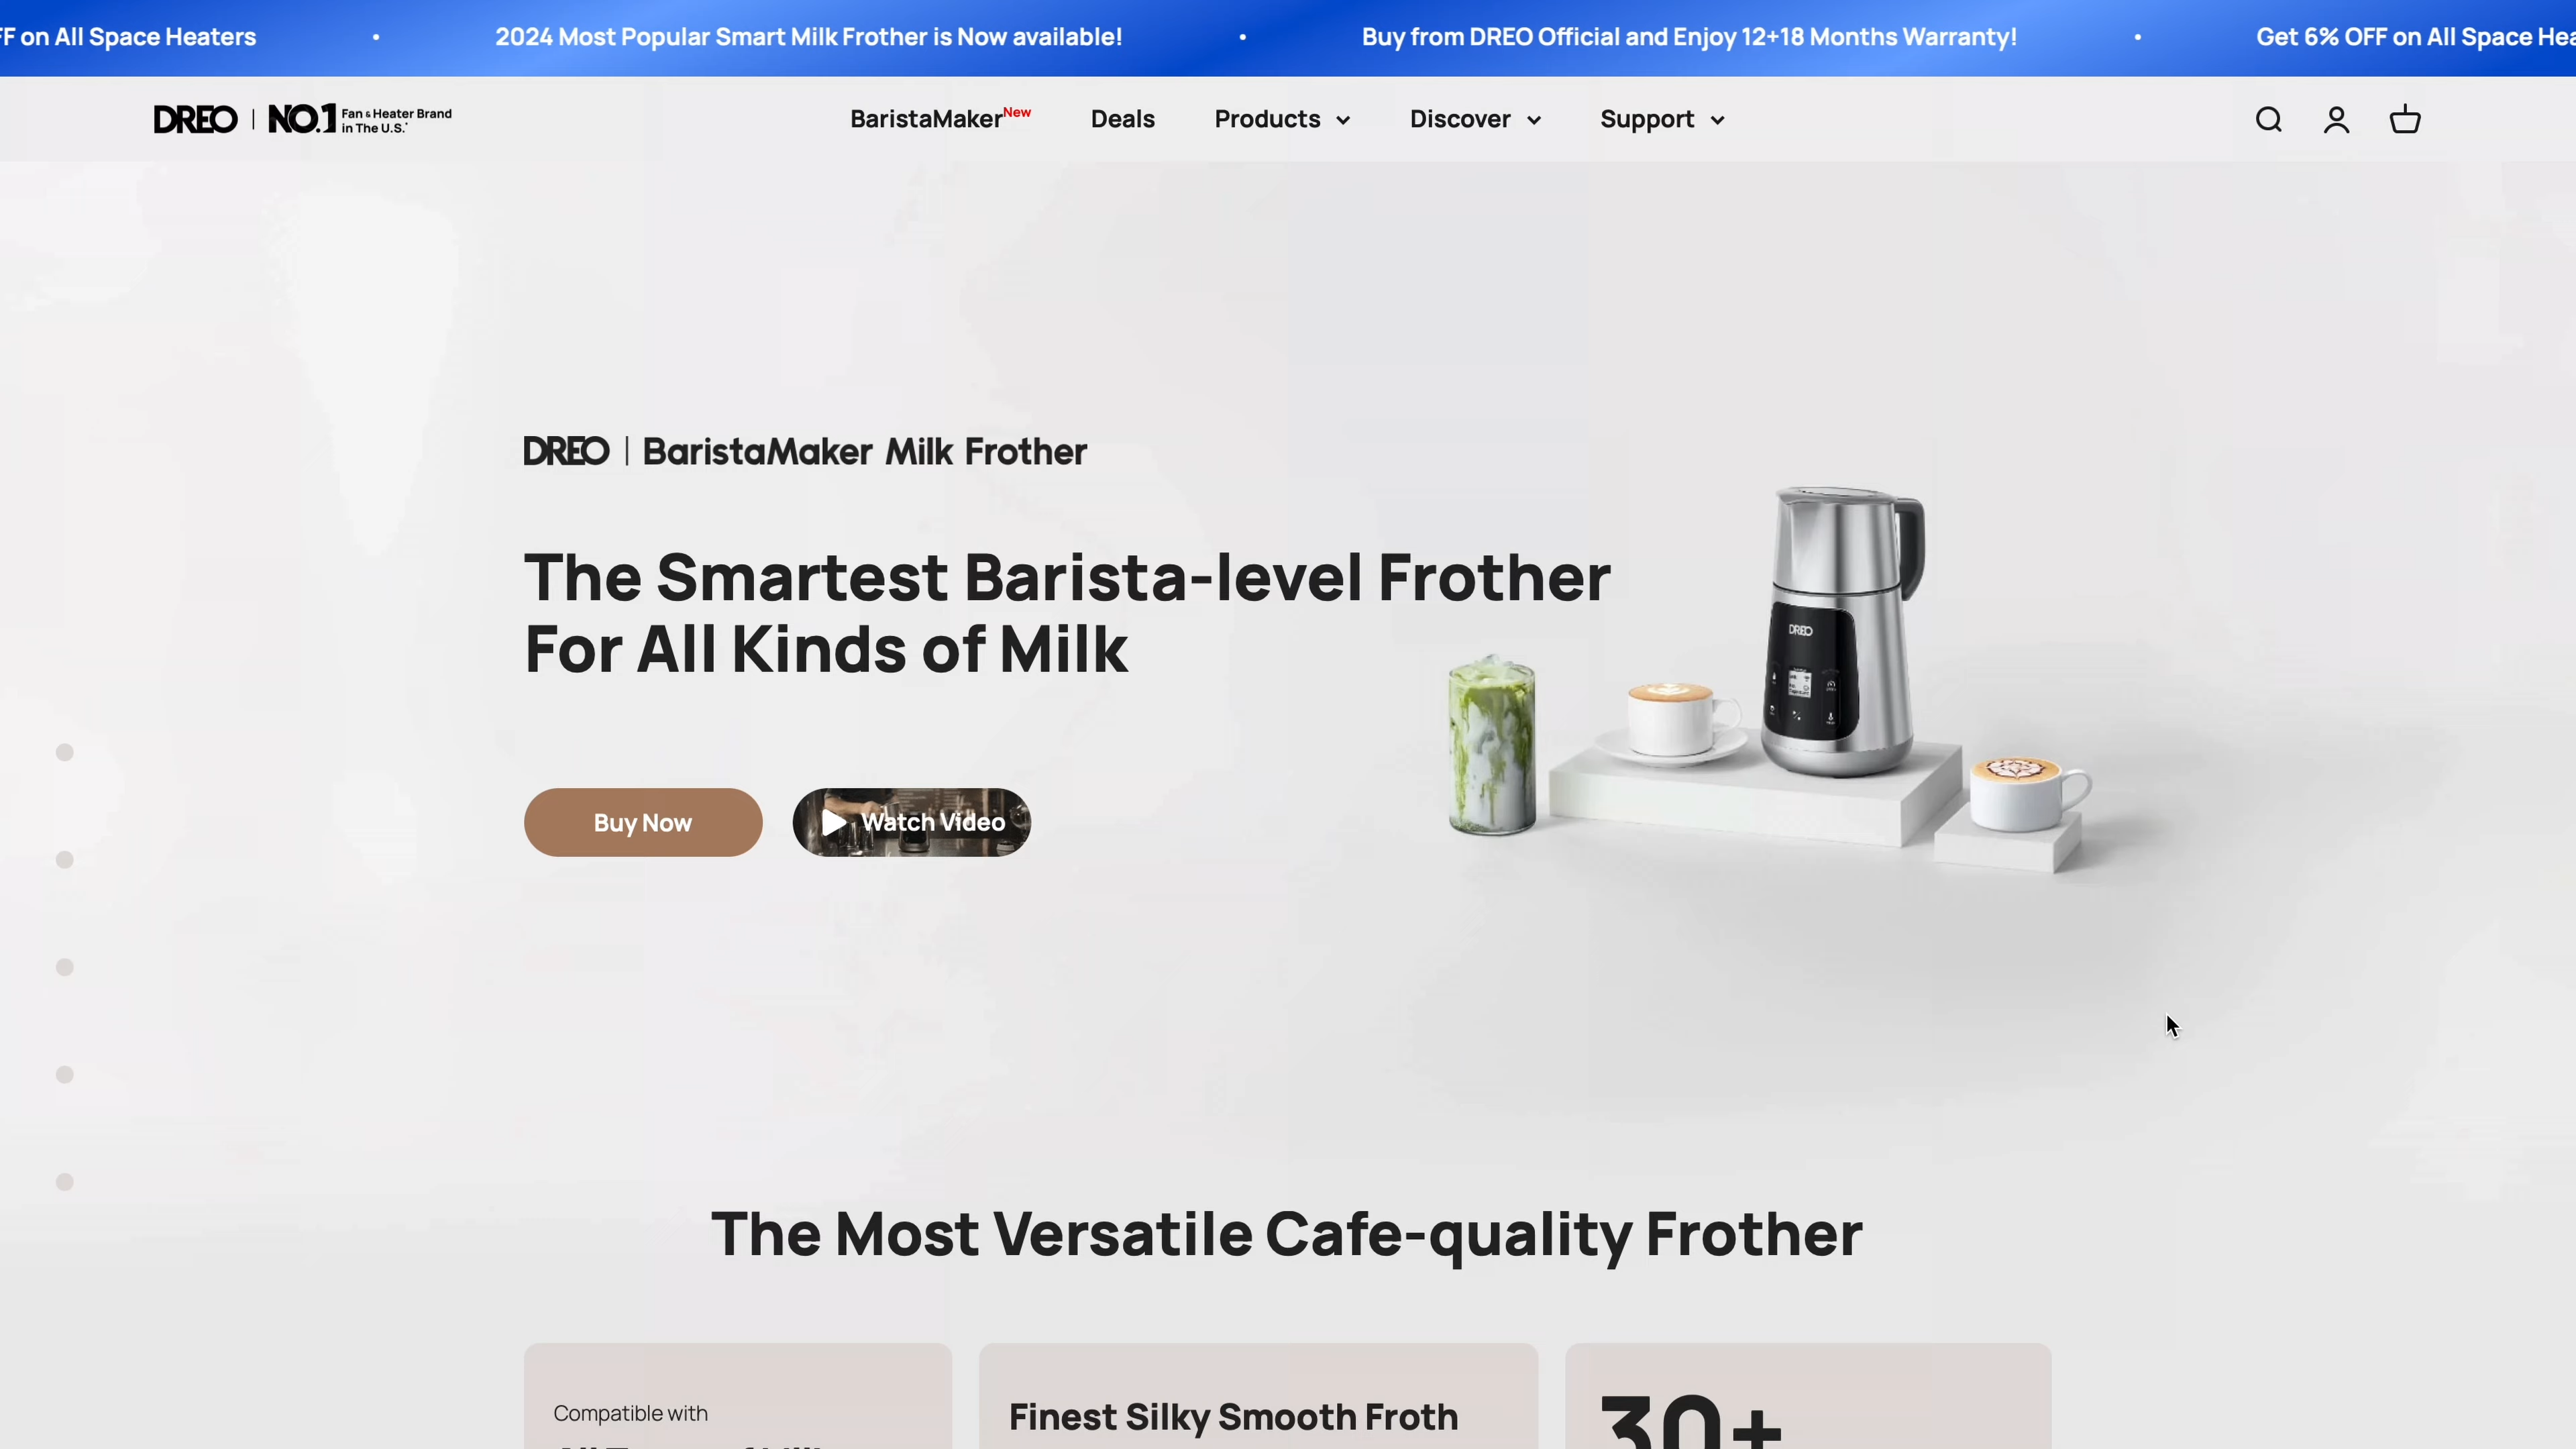 FF on All Space Heaters • 2024 Most Popular Smart Milk Frother is Now available! • Buy from DREO Official and Enjoy 12+18 Months Warranty! • Get 6% OFF on All Space Hea
DREO | NO.1 Fan & Heater Brand
in The U.S.*
BaristaMaker New Deals Products Discover Support
DREO | BaristaMaker Milk Frother
The Smartest Barista-level Frother
For All Kinds of Milk
DREO
Buy Now
Watch Video
The Most Versatile Cafe-quality Frother
Compatible with
Finest Silky Smooth Froth
30+